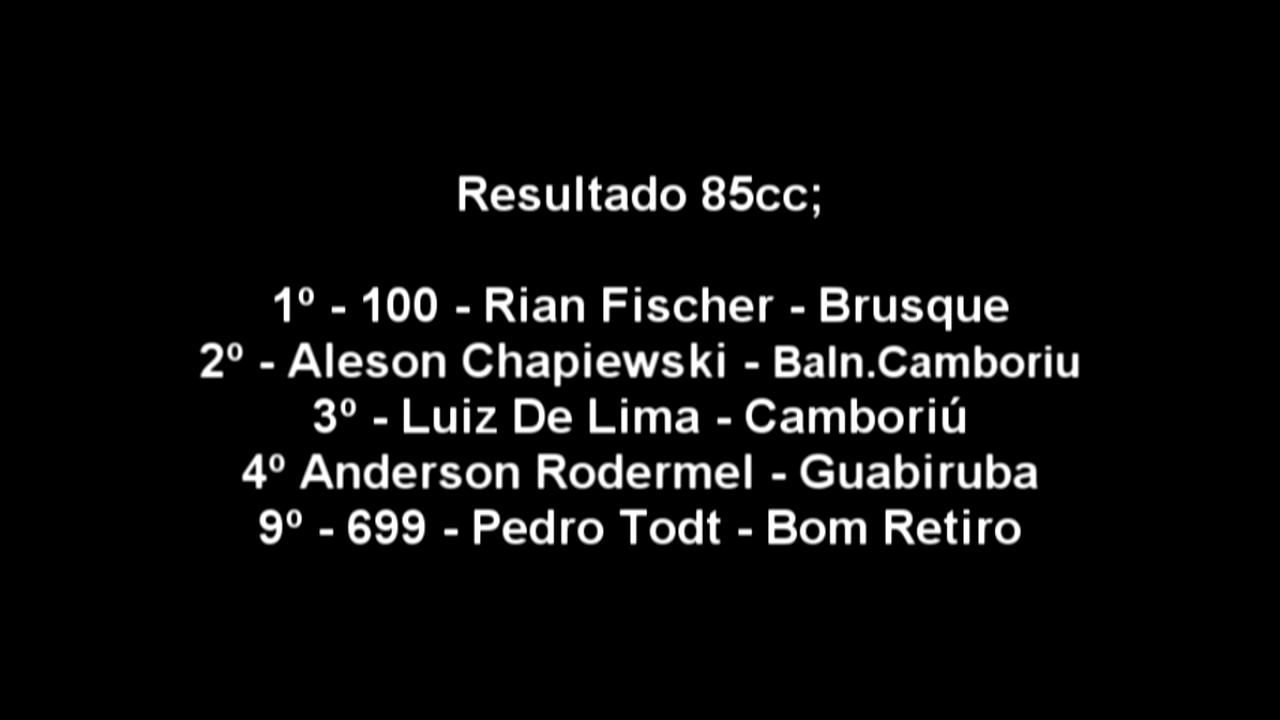 Resultado 85cc;
1º - 100 - Rian Fischer - Brusque
2º - Aleson Chapiewski - Baln.Camboriu
3º - Luiz De Lima - Camboriú
4º Anderson Rodermel - Guabiruba
9º - 699 - Pedro Todt - Bom Retiro